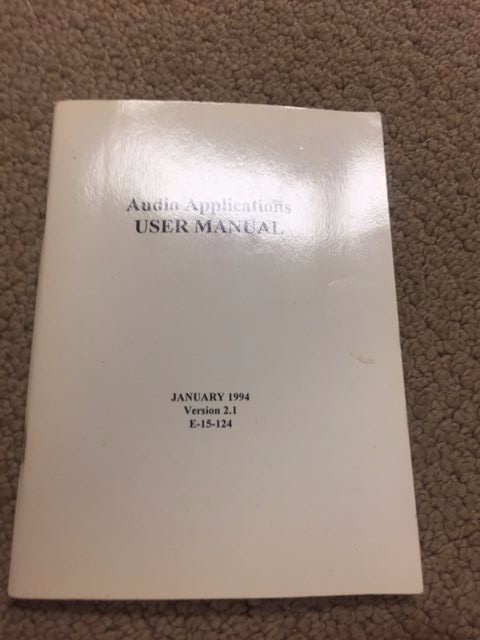 Audio Applications
USER MANUAL
JANUARY 1994
Version 2.1
E-15-124